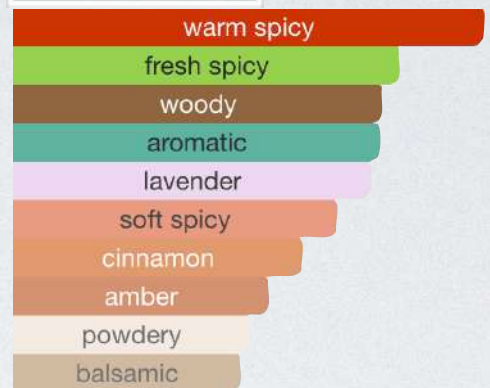 warm spicy
fresh spicy
woody
aromatic
lavender
soft spicy
cinnamon
amber
powdery
balsamic